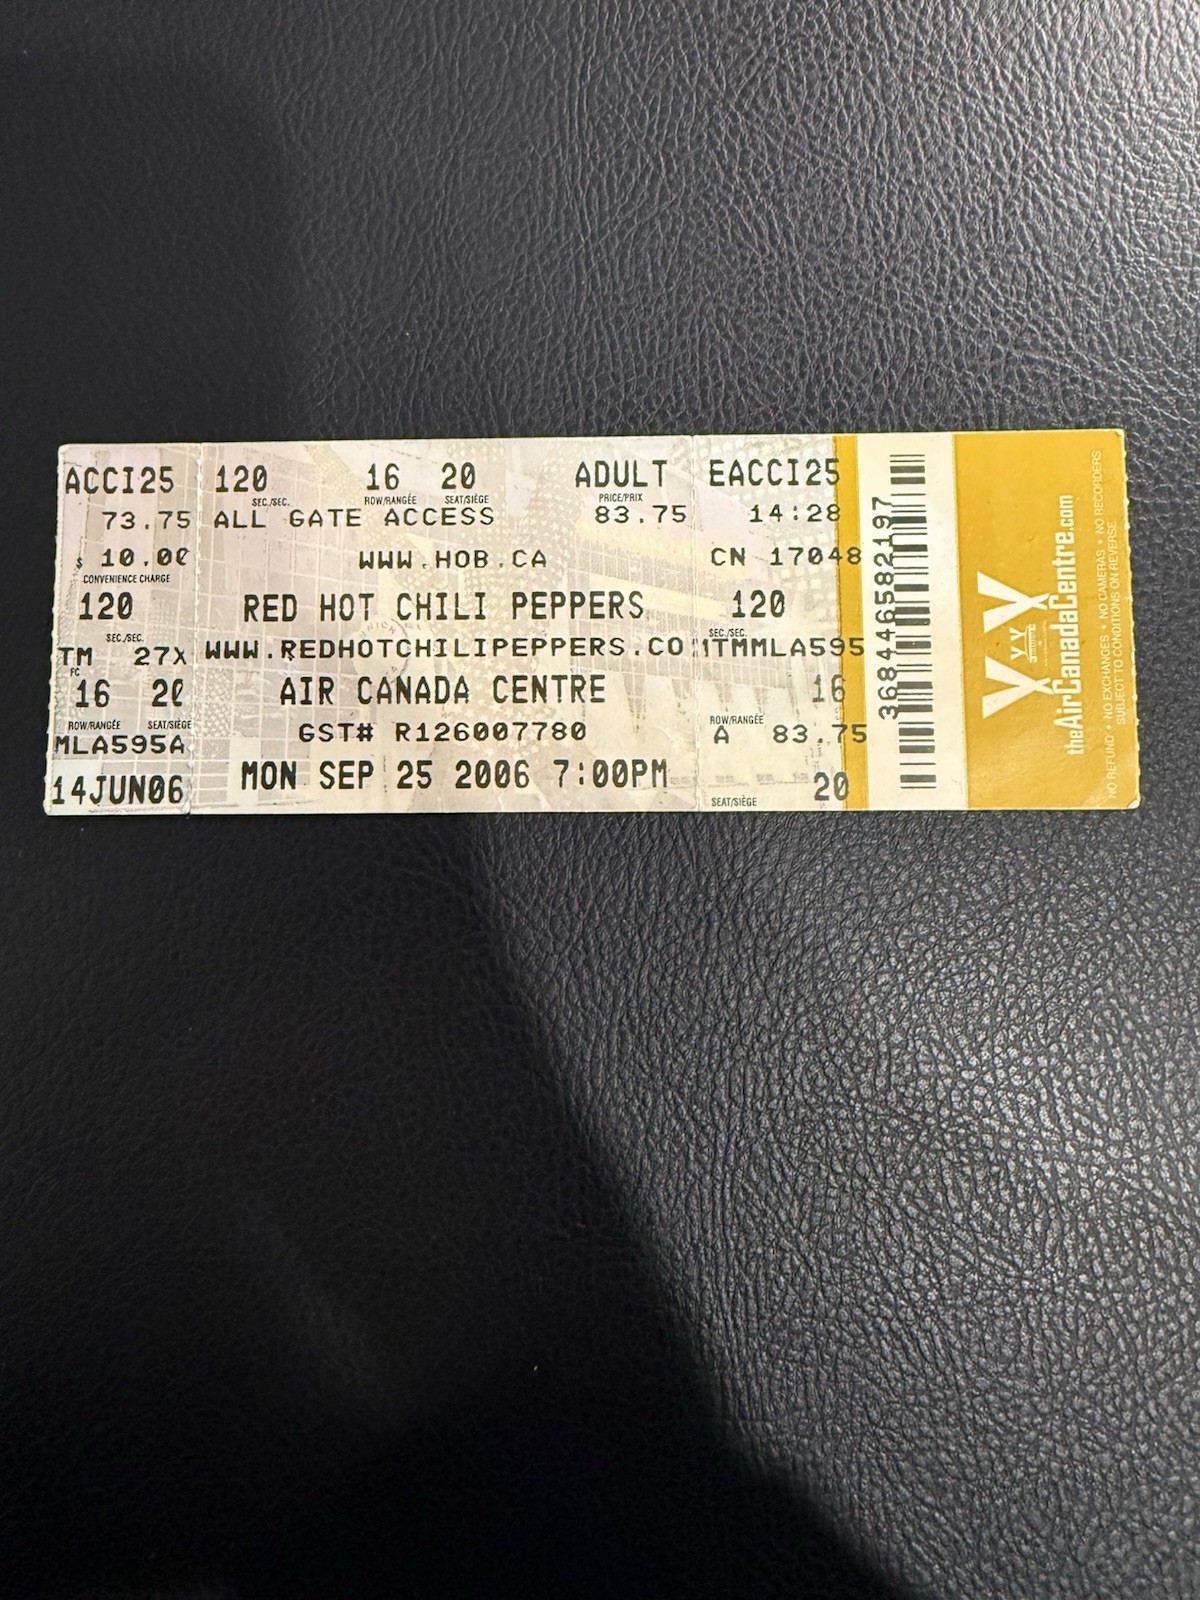 ACCI25
73.75
$ 10.00
CONVENIENCE CHARGE
120
SEC./SEC.
TM 27X
FC
16 20
ROW/RANGÉE SEAT/SIÈGE
MLA595A
14JUN06
120 16 20 ADULT
SEC./SEC. ROW/RANGÉE SEAT/SIÈGE PRICE/PRIX
ALL GATE ACCESS 83.75
WWW.HOB.CA
RED HOT CHILI PEPPERS
WWW.REDHOTCHILIPEPPERS.CO
AIR CANADA CENTRE
GST# R126007780
MON SEP 25 2006 7:00PM
EACCI25
14:28
CN 17048
120
SEC./SEC.
TMMLA595
16
ROW/RANGÉE
A 83.75
20
SEAT/SIÈGE
368446582197
theAirCanadaCentre.com
NO REFUND • NO EXCHANGES • NO CAMERAS • NO RECORDERS
SUBJECT TO CONDITIONS ON REVERSE